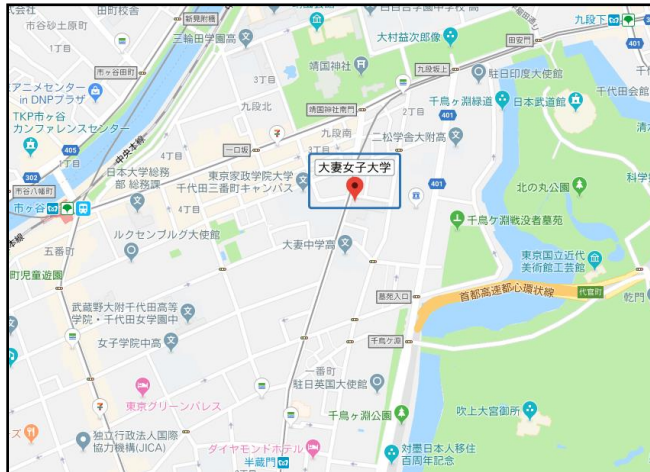 田町校舎
新見附橋
市谷砂土原町
1丁目
三輪田学園高
大村益次郎像
九段下
田安門
401
市ヶ谷田町
靖国神社
九段坂上
駐日印度大使館
アニメセンター
in DNPプラザ
3丁目
九段北
靖国神社南門
2丁目
千鳥ヶ淵緑道
日本武道館
千代田会館
TKP市ヶ谷
カンファレンスセンター
401
九段南
二松学舎大附高
405
中央本線
4丁目
一口坂
3丁目
1丁目
302
日本大学総務
部 総務課
東京家政学院大学
千代田三番町キャンパス
大妻女子大学
401
科学
市谷八幡町
北の丸公園
市ヶ谷
4丁目
五番町
ルクセンブルグ大使館
大妻中学高
千鳥ヶ淵戦没者墓苑
東京国立近代
美術館工芸館
町児童遊園
墓苑入口
首都高速都心環状線
代官町
乾門
武蔵野大附千代田高等
学院・千代田女学園中
女子学院中高
千鳥ヶ淵
一番町
駐日英国大使館
東京グリーンパレス
千鳥ヶ淵公園
吹上大宮御所
独立行政法人国際
協力機構(JICA)
ダイヤモンドホテル
半蔵門
対墨日本人移住
百周年記念